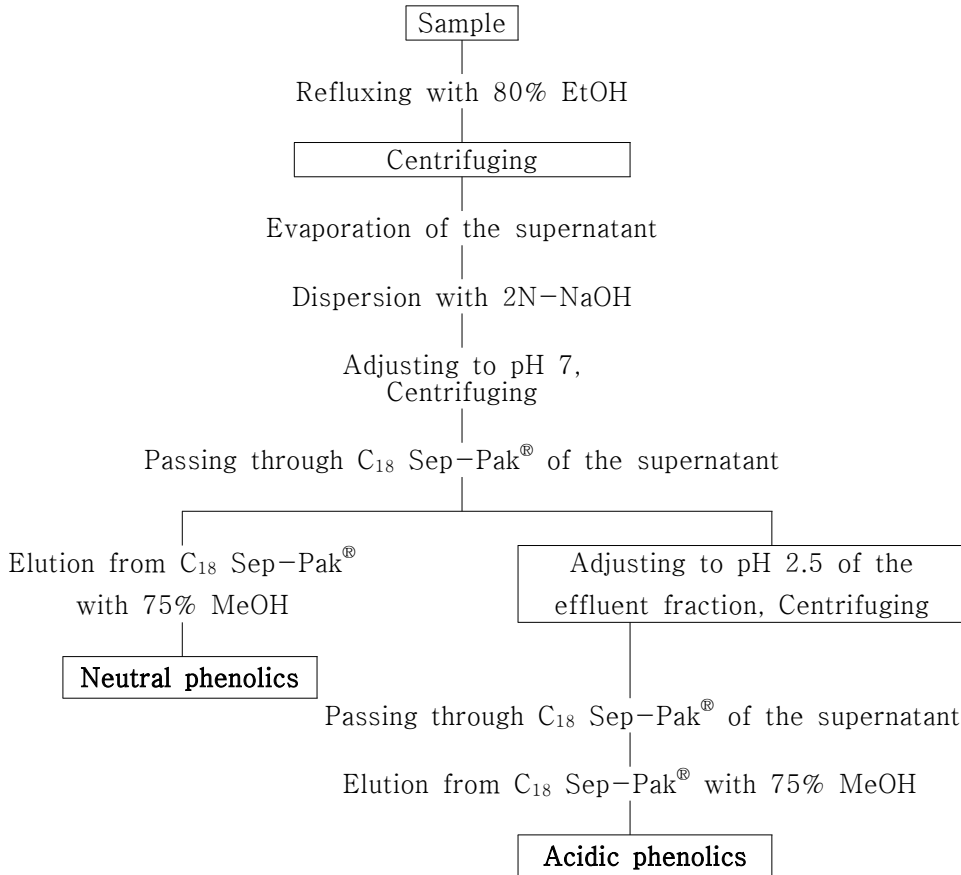 Sample
Refluxing with 80% EtOH
Centrifuging
Evaporation of the supernatant
Dispersion with 2N-NaOH
Adjusting to pH 7,
Centrifuging
Passing through C₁₈ Sep-Pak® of the supernatant
Elution from C₁₈ Sep-Pak®
with 75% MeOH
Neutral phenolics
Adjusting to pH 2.5 of the
effluent fraction, Centrifuging
Passing through C₁₈ Sep-Pak® of the supernatant
Elution from C₁₈ Sep-Pak® with 75% MeOH
Acidic phenolics